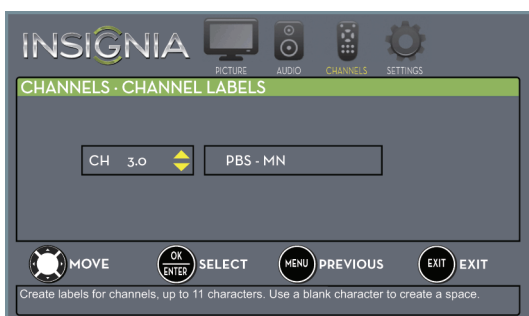 INSIGNIA
PICTURE AUDIO CHANNELS SETTINGS
CHANNELS · CHANNEL LABELS
CH 3.0 PBS - MN
MOVE OK ENTER SELECT MENU PREVIOUS EXIT EXIT
Create labels for channels, up to 11 characters. Use a blank character to create a space.